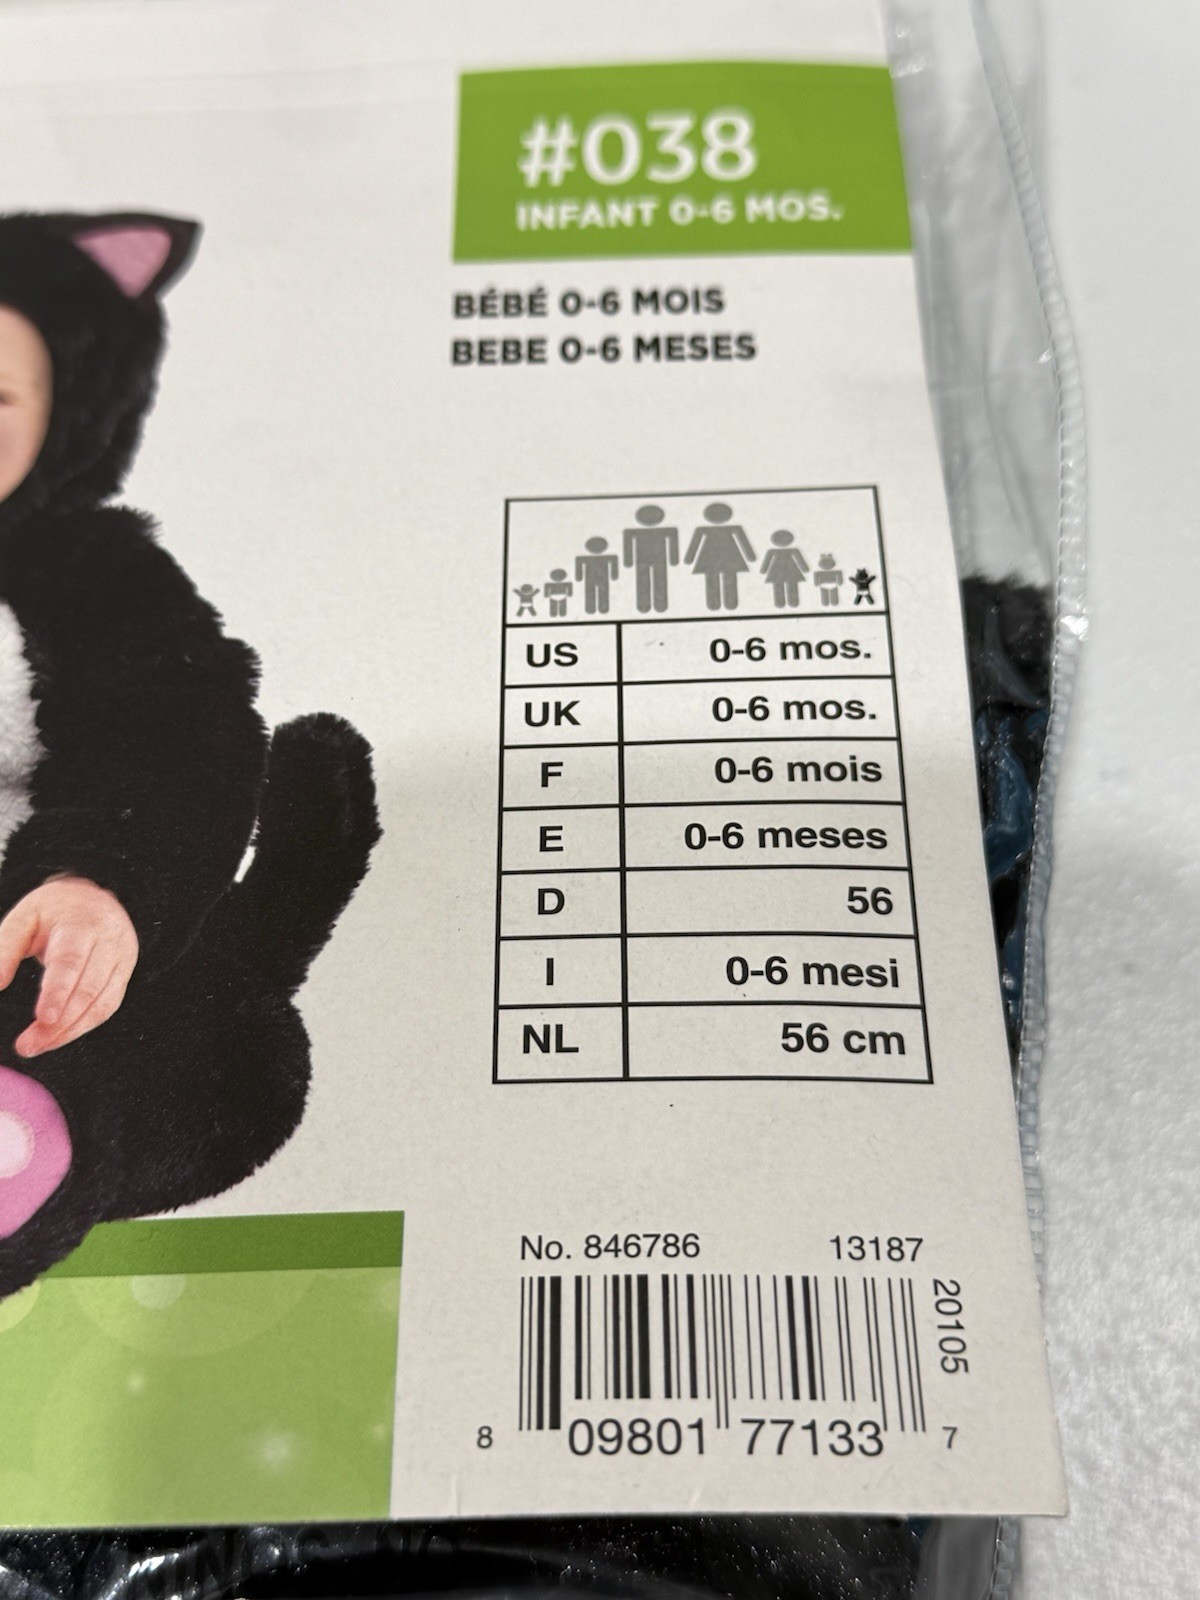 #038
INFANT 0-6 MOS.
BÉBÉ 0-6 MOIS
BEBE 0-6 MESES
US 0-6 mos.
UK 0-6 mos.
F 0-6 mois
E 0-6 meses
D 56
I 0-6 mesi
NL 56 cm
No. 846786 13187
20105
8 09801 77133 7